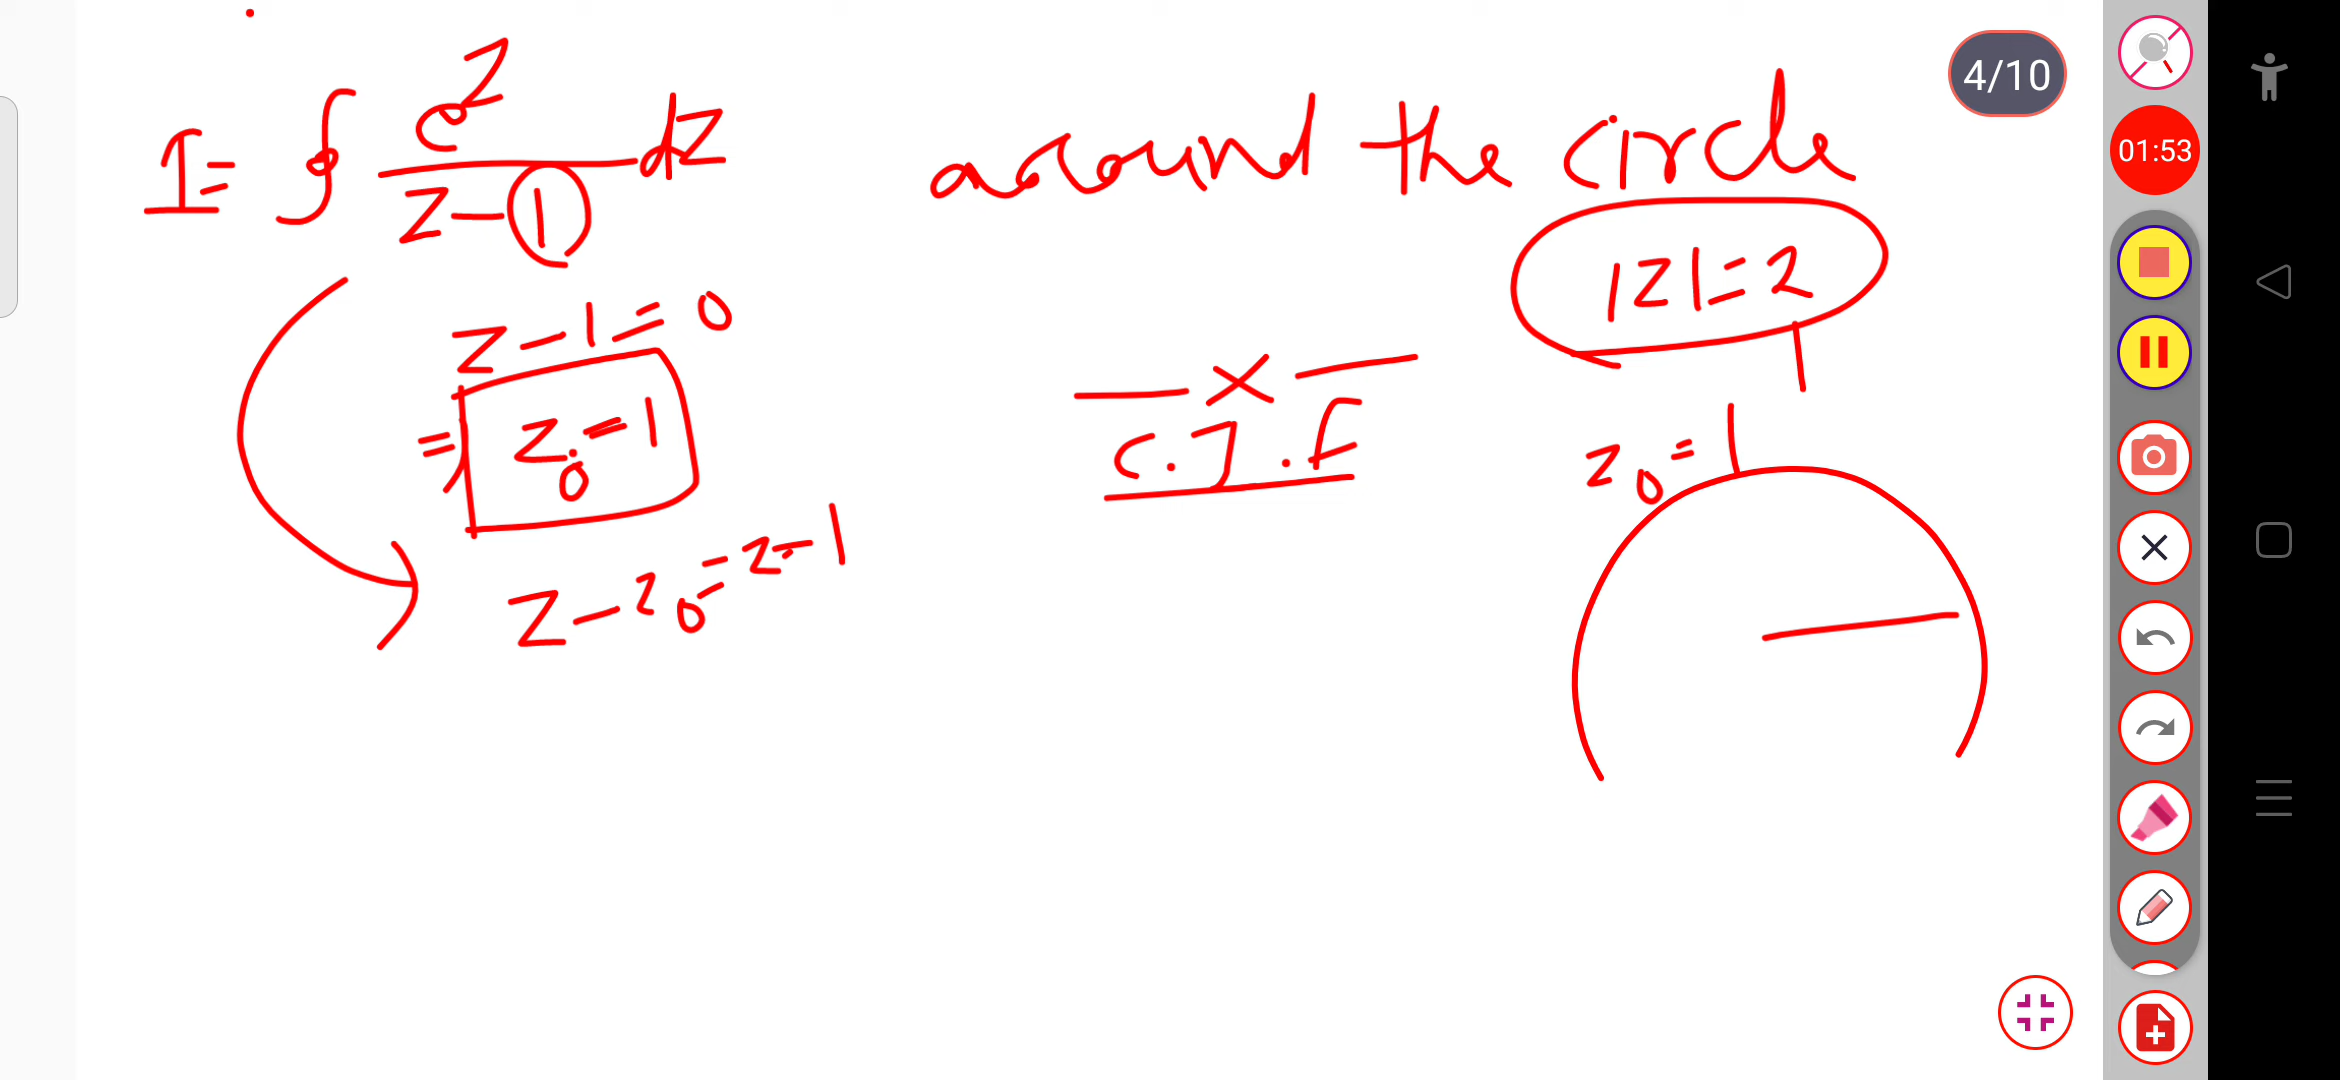 I = ∮ e^z / (z - 1) dz around the circle
|z| = 2
z - 1 = 0
⇒ z₀ = 1
— × —
C.I.F
z₀ = 1
z - z₀ = z - 1
4/10
01:53